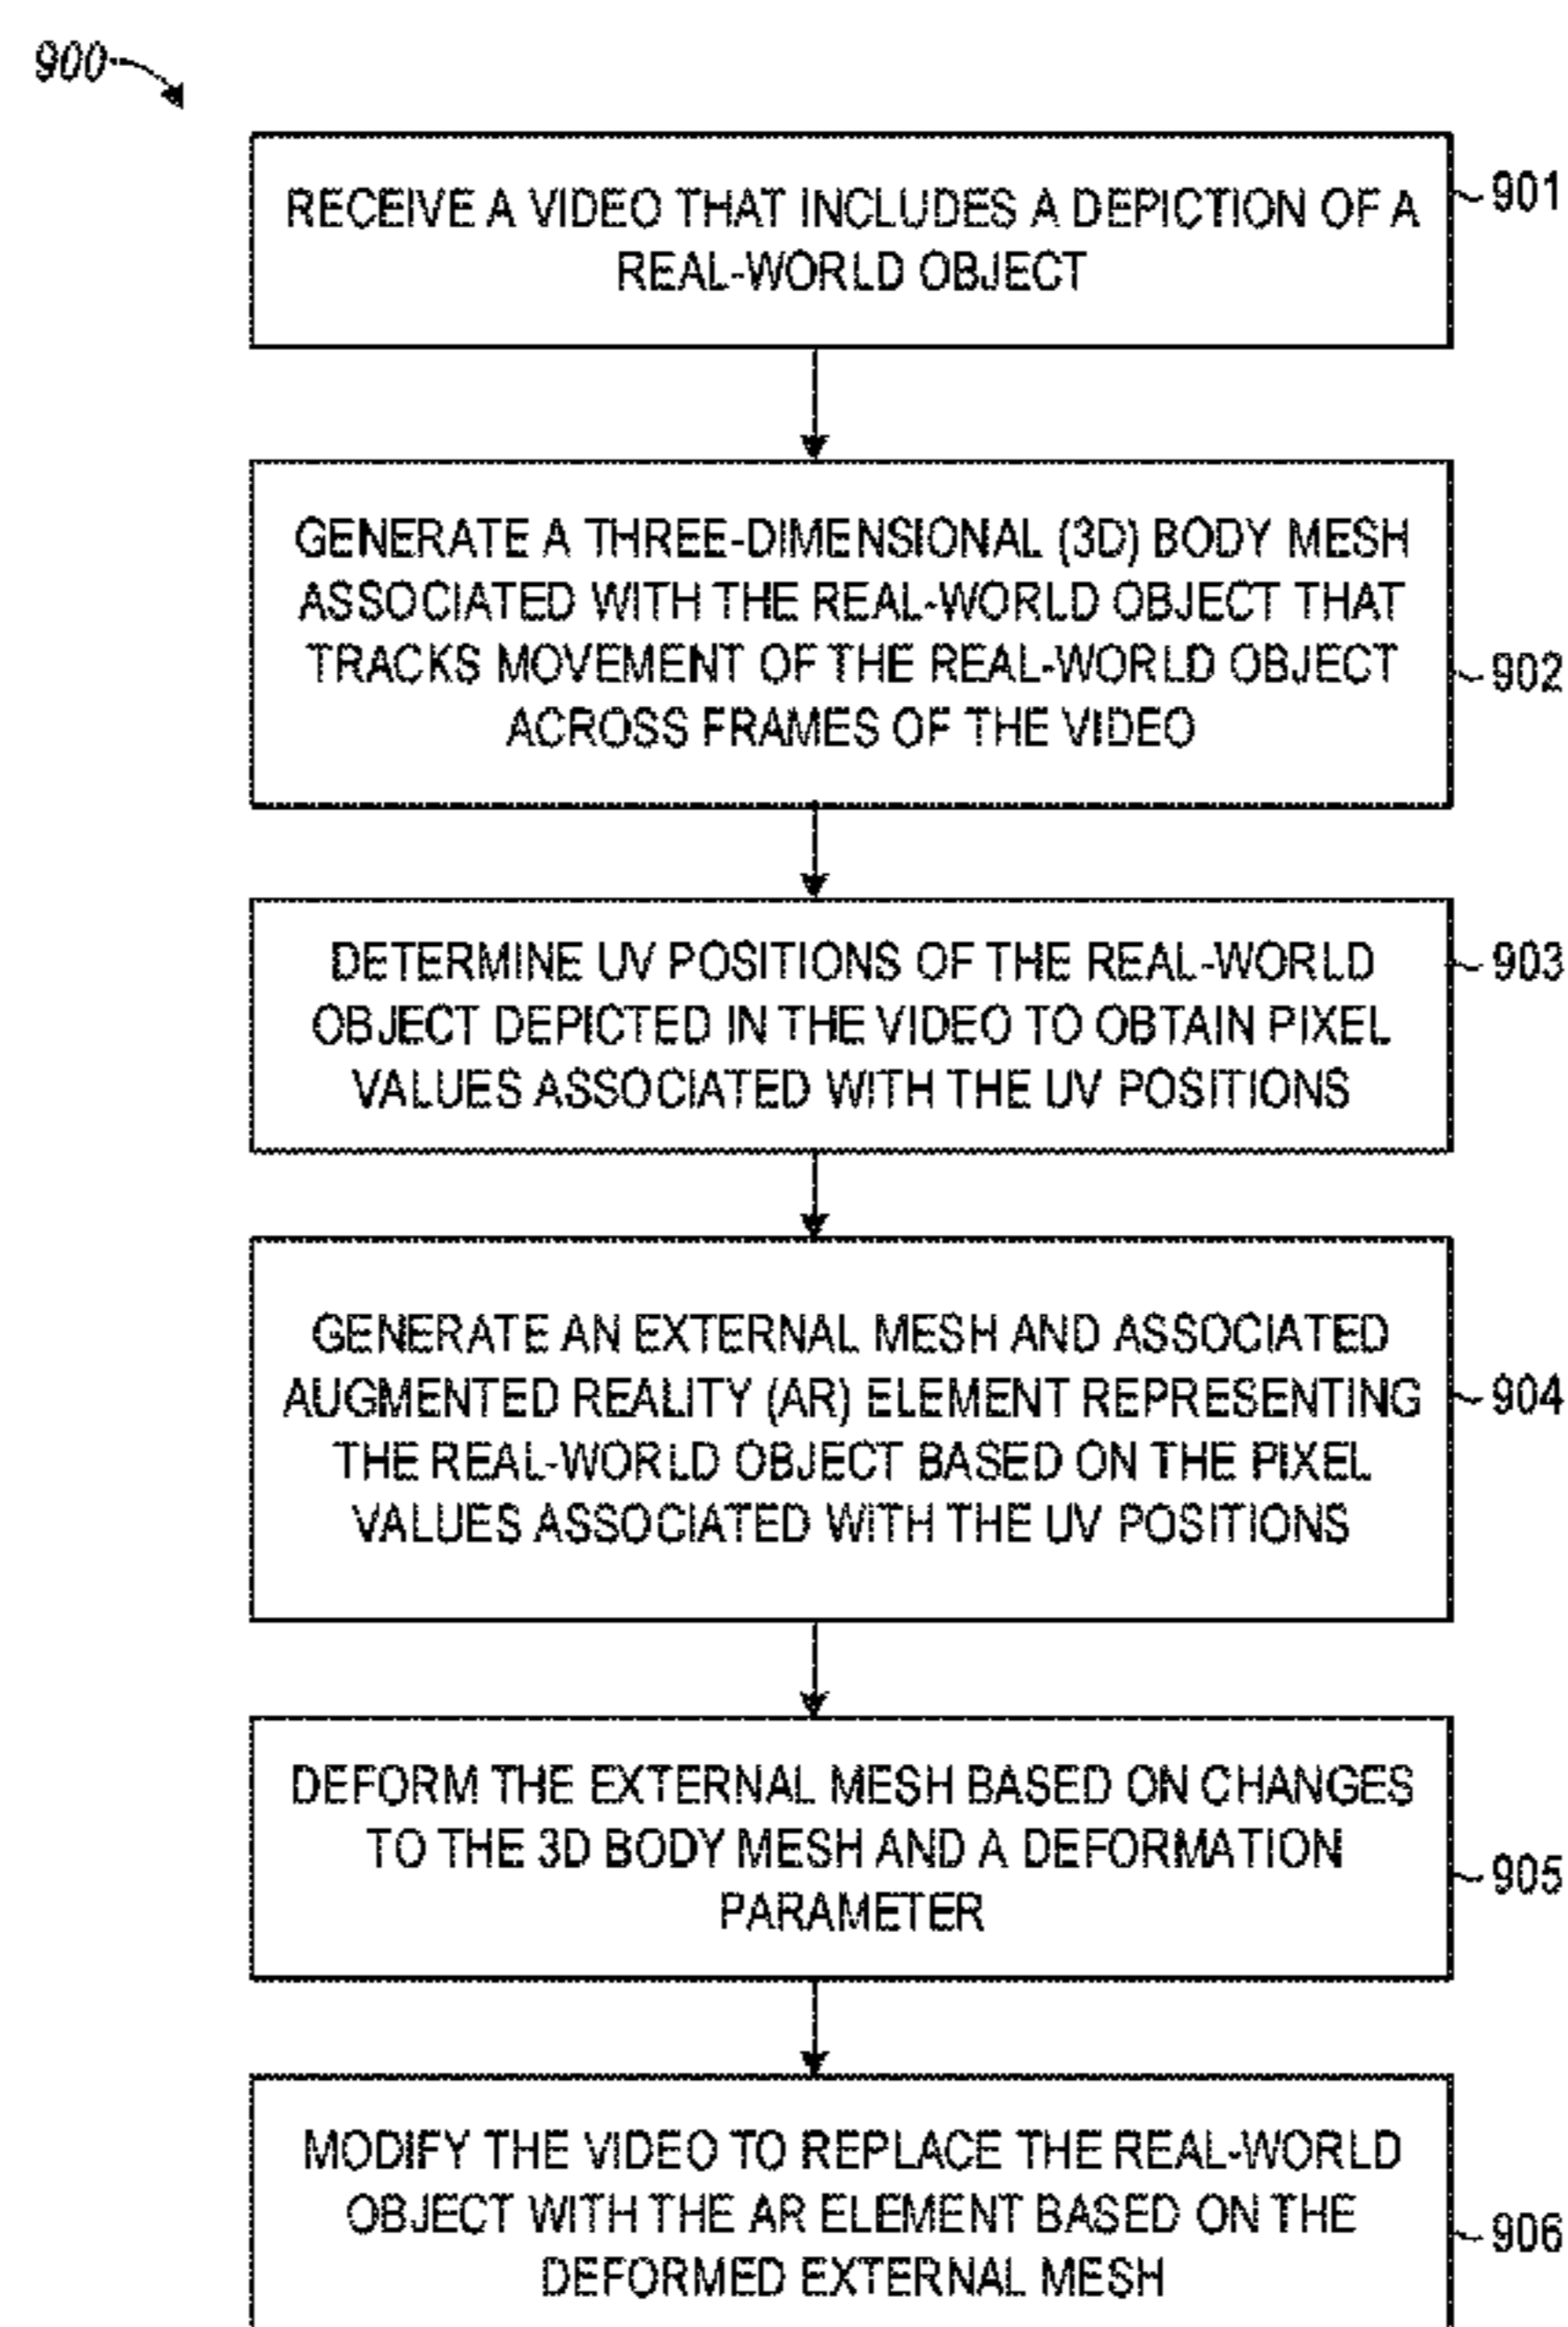 900
RECEIVE A VIDEO THAT INCLUDES A DEPICTION OF A
REAL-WORLD OBJECT
901
GENERATE A THREE-DIMENSIONAL (3D) BODY MESH
ASSOCIATED WITH THE REAL-WORLD OBJECT THAT
TRACKS MOVEMENT OF THE REAL-WORLD OBJECT
ACROSS FRAMES OF THE VIDEO
902
DETERMINE UV POSITIONS OF THE REAL-WORLD
OBJECT DEPICTED IN THE VIDEO TO OBTAIN PIXEL
VALUES ASSOCIATED WITH THE UV POSITIONS
903
GENERATE AN EXTERNAL MESH AND ASSOCIATED
AUGMENTED REALITY (AR) ELEMENT REPRESENTING
THE REAL-WORLD OBJECT BASED ON THE PIXEL
VALUES ASSOCIATED WITH THE UV POSITIONS
904
DEFORM THE EXTERNAL MESH BASED ON CHANGES
TO THE 3D BODY MESH AND A DEFORMATION
PARAMETER
905
MODIFY THE VIDEO TO REPLACE THE REAL-WORLD
OBJECT WITH THE AR ELEMENT BASED ON THE
DEFORMED EXTERNAL MESH
906